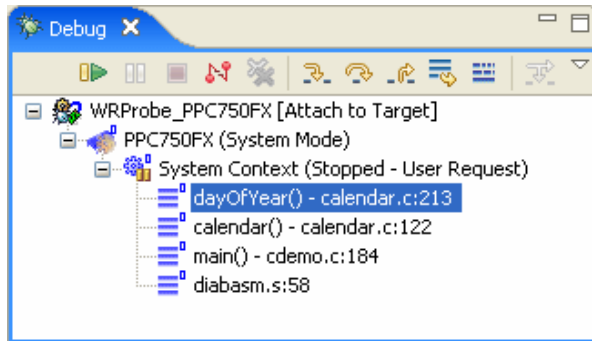 Debug
WRProbe_PPC750FX [Attach to Target]
PPC750FX (System Mode)
System Context (Stopped - User Request)
dayOfYear() - calendar.c:213
calendar() - calendar.c:122
main() - cdemo.c:184
diabasm.s:58